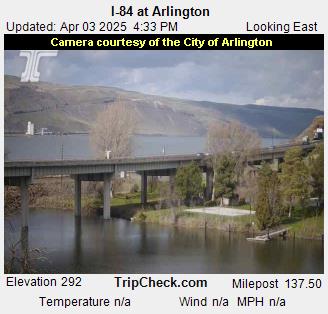 I-84 at Arlington
Updated: Apr 03 2025 4:33 PM Looking East
Camera courtesy of the City of Arlington
Elevation 292 TripCheck.com Milepost 137.50
Temperature n/a Wind n/a MPH n/a